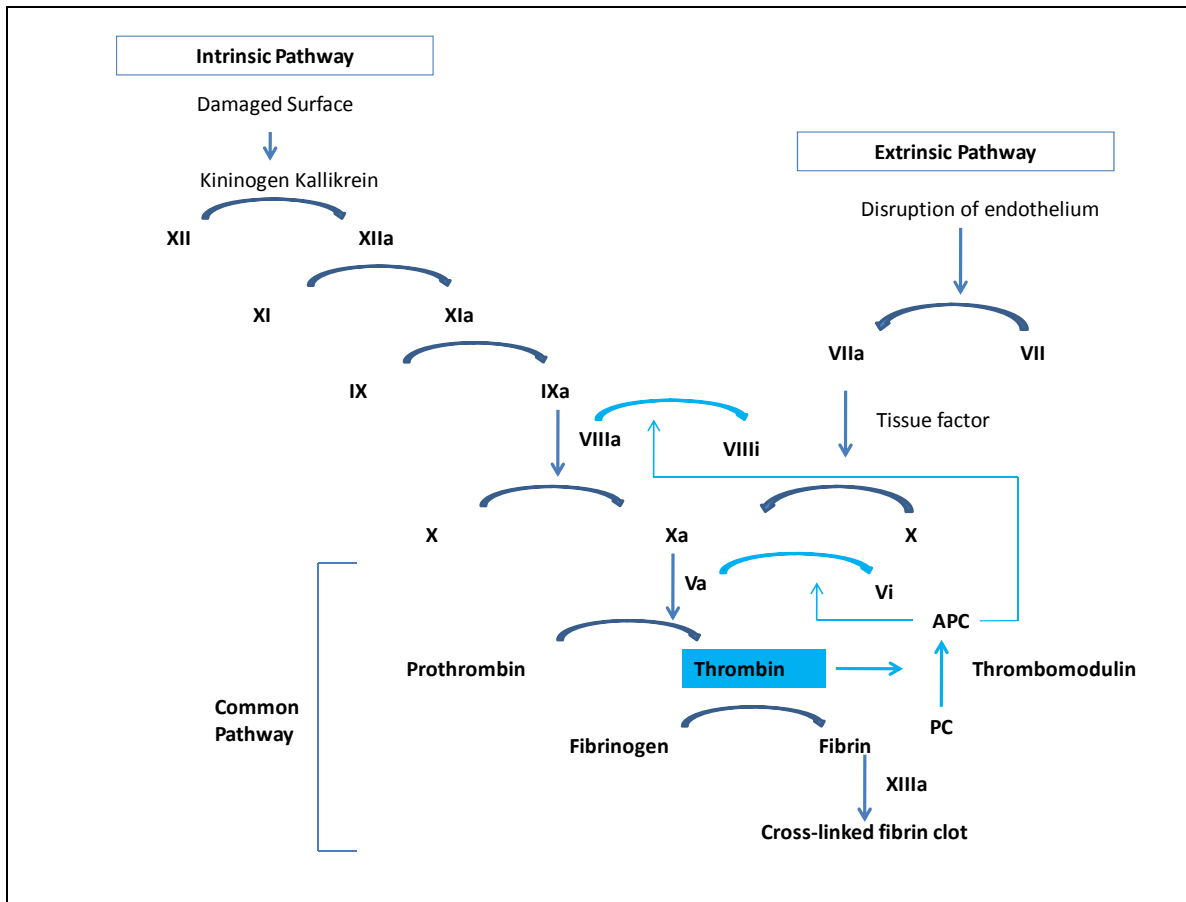 Intrinsic Pathway
Damaged Surface
Extrinsic Pathway
Kininogen Kallikrein
Disruption of endothelium
XII
XIIa
XI
XIa
VIIa
VII
IX
IXa
VIIIa
VIIIi
Tissue factor
X
Xa
X
Va
Vi
APC
Prothrombin
Thrombin
Thrombomodulin
Common
Pathway
PC
Fibrinogen
Fibrin
XIIIa
Cross-linked fibrin clot